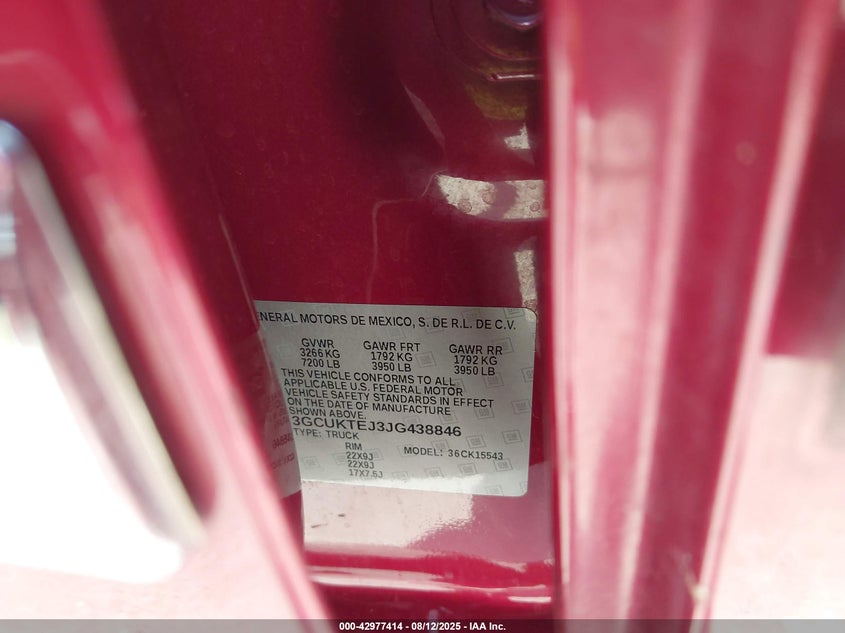 ENERAL MOTORS DE MEXICO, S. DE R.L. DE C.V.
GVWR GAWR FRT GAWR RR
3266 KG 1792 KG 1792 KG
7200 LB 3950 LB 3950 LB
THIS VEHICLE CONFORMS TO ALL
APPLICABLE U.S. FEDERAL MOTOR
VEHICLE SAFETY STANDARDS IN EFFECT
ON THE DATE OF MANUFACTURE
SHOWN ABOVE.
3GCUKTEJ3JG438846
TYPE: TRUCK MODEL: 36CK15543
RIM
22X9J
22X9J
17X7.5J
000-42977414 - 08/12/2025 - IAA Inc.